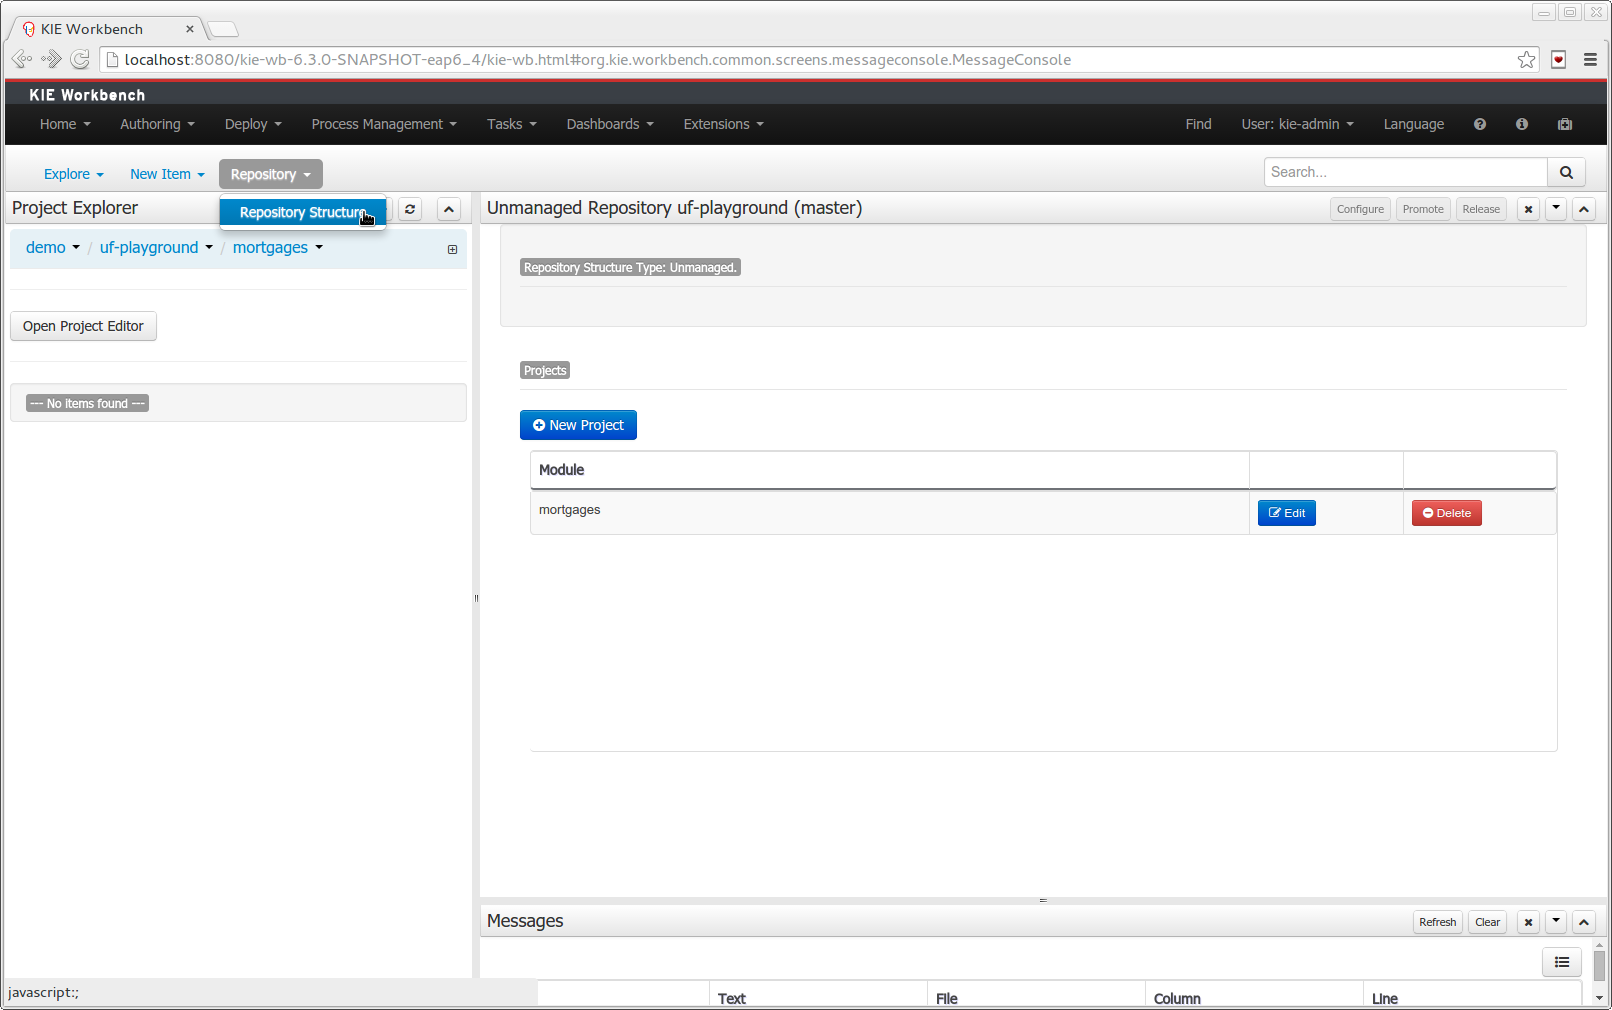 KIE Workbench
localhost:8080/kie-wb-6.3.0-SNAPSHOT-eap6_4/kie-wb.html#org.kie.workbench.common.screens.messageconsole.MessageConsole
KIE Workbench
Home Authoring Deploy Process Management Tasks Dashboards Extensions Find User: kie-admin Language
Explore New Item Repository Search...
Repository Structure
Project Explorer
Unmanaged Repository uf-playground (master) Configure Promote Release
demo / uf-playground / mortgages
Repository Structure Type: Unmanaged.
Open Project Editor
--- No items found ---
Projects
New Project
Module
mortgages Edit Delete
Messages Refresh Clear
javascript:;
Text File Column Line